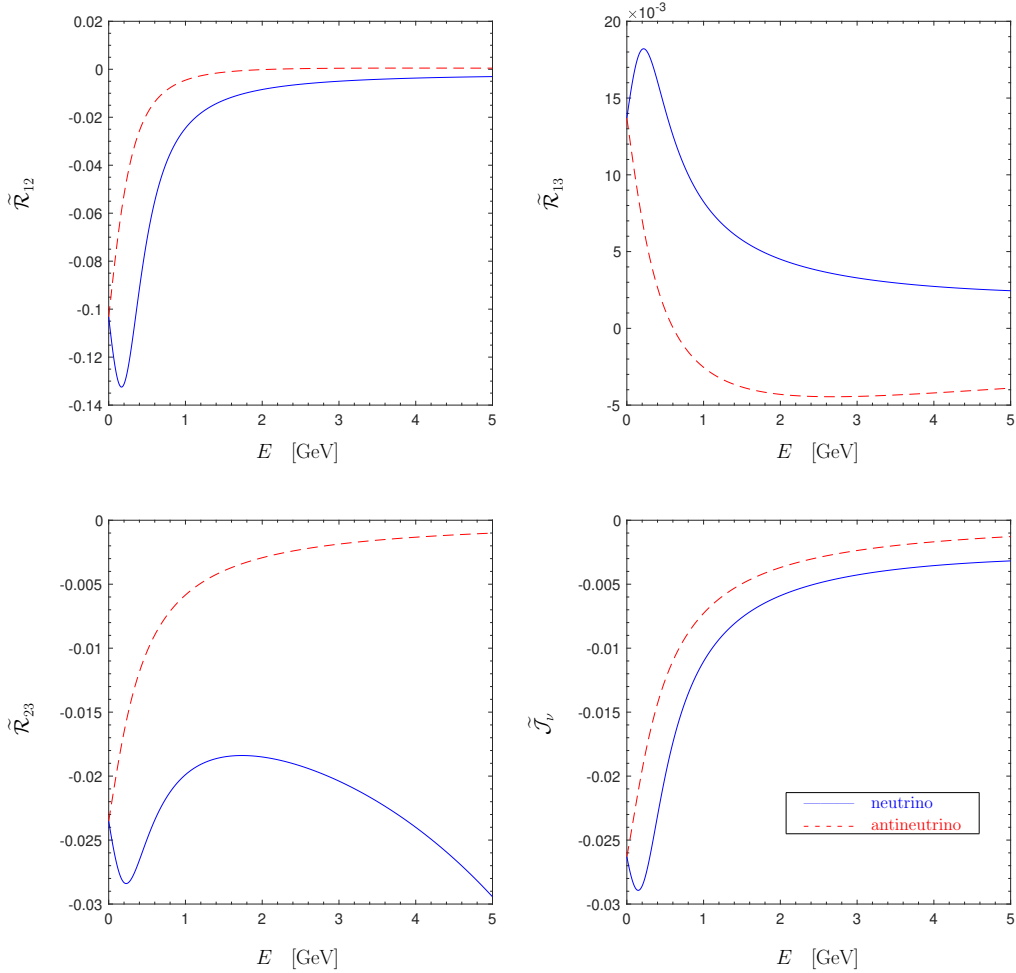 ×10⁻³
0.02
0
-0.02
-0.04
-0.06
-0.08
-0.1
-0.12
-0.14
0 1 2 3 4 5
E [GeV]
R̃₁₂
20
15
10
5
0
-5
0 1 2 3 4 5
E [GeV]
R̃₁₃
0
-0.005
-0.01
-0.015
-0.02
-0.025
-0.03
0 1 2 3 4 5
E [GeV]
R̃₂₃
0
-0.005
-0.01
-0.015
-0.02
-0.025
-0.03
0 1 2 3 4 5
E [GeV]
J̃ᵥ
neutrino
antineutrino